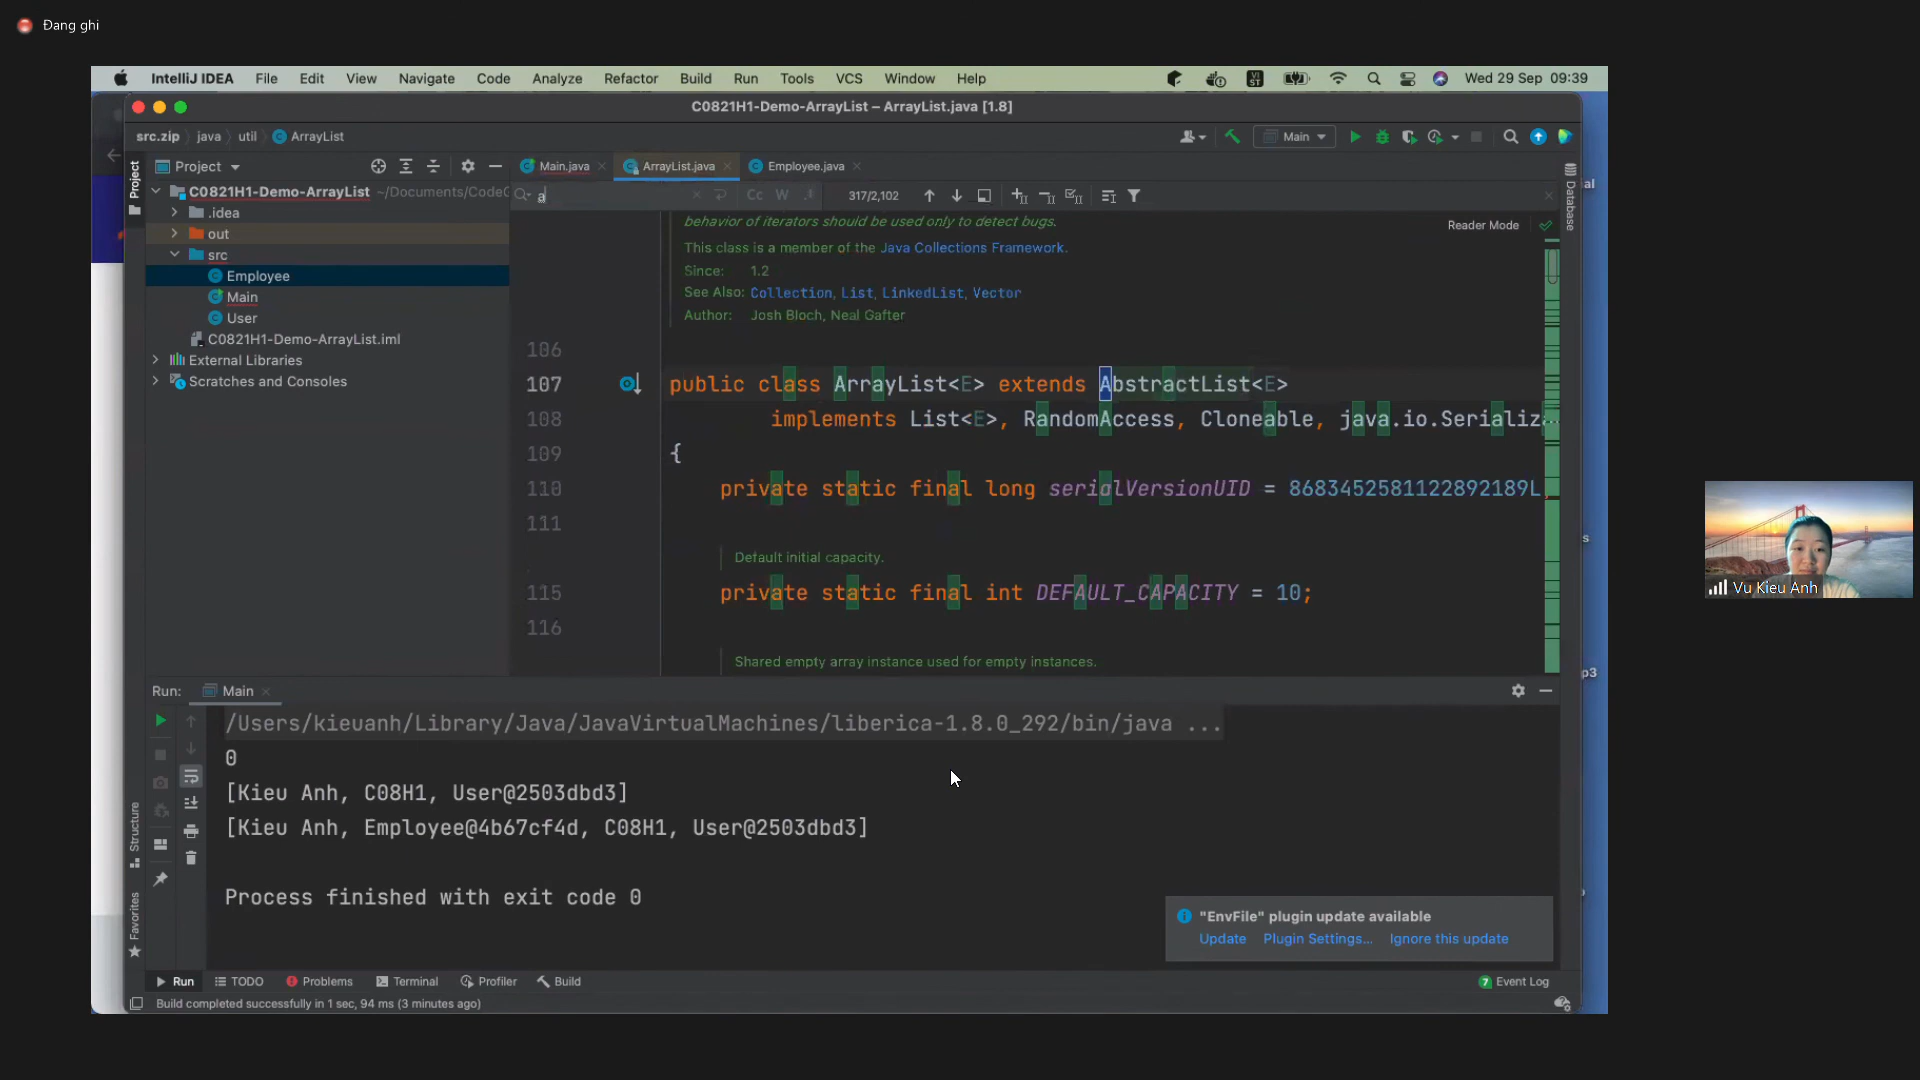 Đang ghi
IntelliJ IDEA File Edit View Navigate Code Analyze Refactor Build Run Tools VCS Window Help Wed 29 Sep 09:39
C0821H1-Demo-ArrayList – ArrayList.java [1.8]
src.zip java util ArrayList Main
Project Main.java ArrayList.java Employee.java
Project
Database
C0821H1-Demo-ArrayList ~/Documents/Code
.idea
out
src
Employee
Main
User
C0821H1-Demo-ArrayList.iml
External Libraries
Scratches and Consoles
a Cc W .* 317/2,102
Reader Mode
behavior of iterators should be used only to detect bugs.
This class is a member of the Java Collections Framework.
Since: 1.2
See Also: Collection, List, LinkedList, Vector
Author: Josh Bloch, Neal Gafter
106
107 public class ArrayList<E> extends AbstractList<E>
108 implements List<E>, RandomAccess, Cloneable, java.io.Serializa
109 {
110 private static final long serialVersionUID = 8683452581122892189L
111
Default initial capacity.
115 private static final int DEFAULT_CAPACITY = 10;
116
Shared empty array instance used for empty instances.
Run: Main
/Users/kieuanh/Library/Java/JavaVirtualMachines/liberica-1.8.0_292/bin/java ...
0
[Kieu Anh, C08H1, User@2503dbd3]
[Kieu Anh, Employee@4b67cf4d, C08H1, User@2503dbd3]
Process finished with exit code 0
Structure
Favorites
"EnvFile" plugin update available
Update Plugin Settings... Ignore this update
Run TODO Problems Terminal Profiler Build 7 Event Log
Build completed successfully in 1 sec, 94 ms (3 minutes ago)
Vu Kieu Anh
ial
s
p3